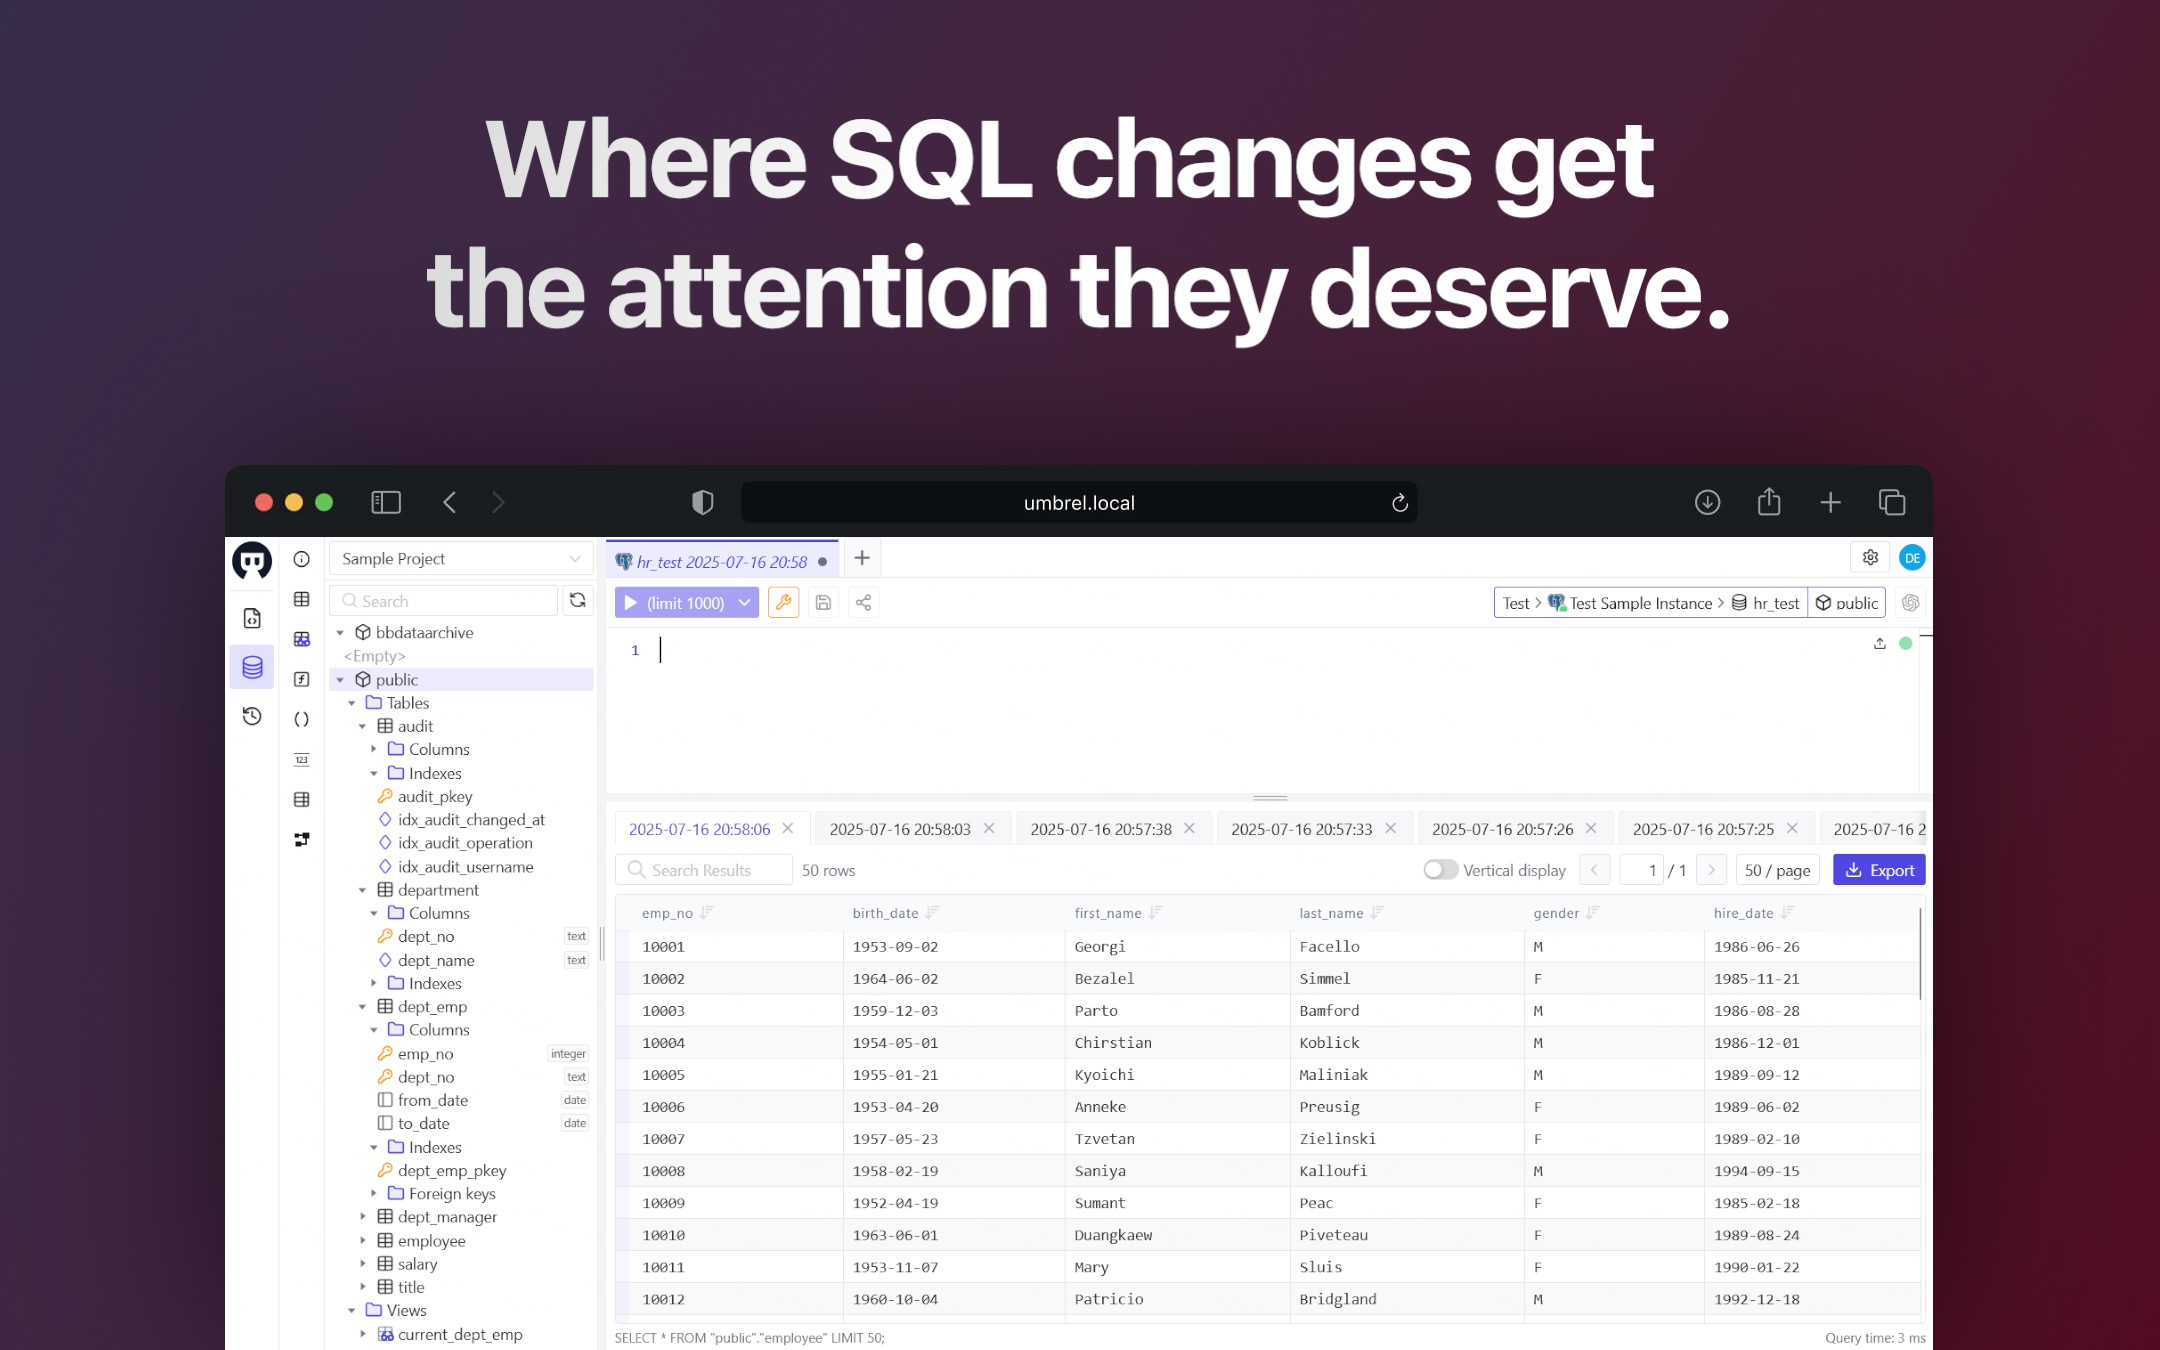 Where SQL changes get
the attention they deserve.
umbrel.local
Sample Project
hr_test 2025-07-16 20:58
DE
Search
(limit 1000)
Test > Test Sample Instance > hr_test public
1
bbdataarchive
<Empty>
public
Tables
audit
Columns
Indexes
audit_pkey
idx_audit_changed_at
idx_audit_operation
idx_audit_username
department
Columns
dept_no text
dept_name text
Indexes
dept_emp
Columns
emp_no integer
dept_no text
from_date date
to_date date
Indexes
dept_emp_pkey
Foreign keys
dept_manager
employee
salary
title
Views
current_dept_emp
123
2025-07-16 20:58:06 2025-07-16 20:58:03 2025-07-16 20:57:38 2025-07-16 20:57:33 2025-07-16 20:57:26 2025-07-16 20:57:25 2025-07-16 2
Search Results 50 rows Vertical display 1 / 1 50 / page Export
emp_no birth_date first_name last_name gender hire_date
10001 1953-09-02 Georgi Facello M 1986-06-26
10002 1964-06-02 Bezalel Simmel F 1985-11-21
10003 1959-12-03 Parto Bamford M 1986-08-28
10004 1954-05-01 Chirstian Koblick M 1986-12-01
10005 1955-01-21 Kyoichi Maliniak M 1989-09-12
10006 1953-04-20 Anneke Preusig F 1989-06-02
10007 1957-05-23 Tzvetan Zielinski F 1989-02-10
10008 1958-02-19 Saniya Kalloufi M 1994-09-15
10009 1952-04-19 Sumant Peac F 1985-02-18
10010 1963-06-01 Duangkaew Piveteau F 1989-08-24
10011 1953-11-07 Mary Sluis F 1990-01-22
10012 1960-10-04 Patricio Bridgland M 1992-12-18
SELECT * FROM "public"."employee" LIMIT 50; Query time: 3 ms